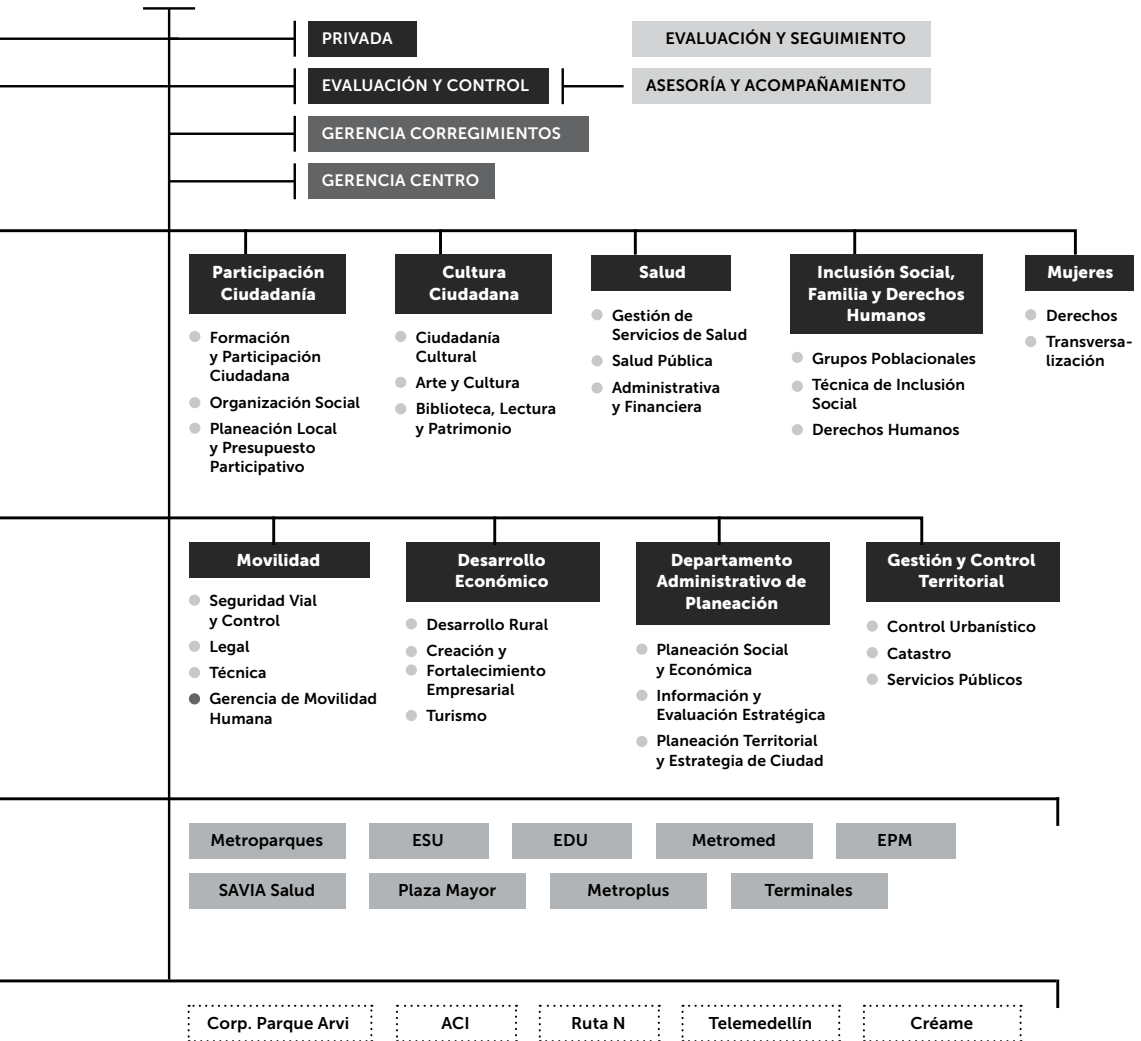 PRIVADA
EVALUACIÓN Y SEGUIMIENTO
EVALUACIÓN Y CONTROL
ASESORÍA Y ACOMPAÑAMIENTO
GERENCIA CORREGIMIENTOS
GERENCIA CENTRO
Participación
Ciudadanía
Formación
y Participación
Ciudadana
Organización Social
Planeación Local
y Presupuesto
Participativo
Cultura
Ciudadana
Ciudadanía
Cultural
Arte y Cultura
Biblioteca, Lectura
y Patrimonio
Salud
Gestión de
Servicios de Salud
Salud Pública
Administrativa
y Financiera
Inclusión Social,
Familia y Derechos
Humanos
Grupos Poblacionales
Técnica de Inclusión
Social
Derechos Humanos
Mujeres
Derechos
Transversa-
lización
Movilidad
Seguridad Vial
y Control
Legal
Técnica
Gerencia de Movilidad
Humana
Desarrollo
Económico
Desarrollo Rural
Creación y
Fortalecimiento
Empresarial
Turismo
Departamento
Administrativo de
Planeación
Planeación Social
y Económica
Información y
Evaluación Estratégica
Planeación Territorial
y Estrategia de Ciudad
Gestión y Control
Territorial
Control Urbanístico
Catastro
Servicios Públicos
Metroparques
ESU
EDU
Metromed
EPM
SAVIA Salud
Plaza Mayor
Metroplus
Terminales
Corp. Parque Arvi
ACI
Ruta N
Telemedellín
Créame